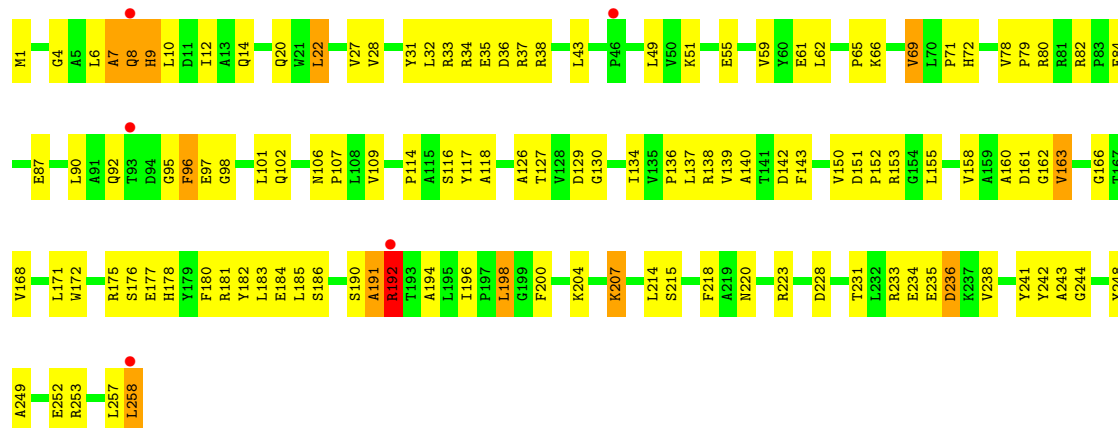 M1 G4 A5 L6 A7 Q8 H9 L10 D11 I12 A13 Q14 Q20 W21 L22 V27 V28 Y31 L32 R33 R34 E35 D36 R37 R38 L43 P46 L49 V50 K51 E55 V59 Y60 E61 L62 P65 K66 V69 L70 P71 H72 V78 P79 R80 R81 R82 P83
E87 L90 A91 Q92 T93 D94 G95 F96 E97 G98 L101 Q102 N106 P107 L108 V109 P114 A115 S116 Y117 A118 A126 T127 V128 D129 G130 I134 V135 P136 L137 R138 V139 A140 T141 D142 F143 V150 D151 P152 R153 G154 L155 V158 A159 A160 D161 G162 V163 G166 T167
V168 L171 W172 R175 S176 E177 H178 Y179 F180 R181 Y182 L183 E184 L185 S186 S190 A191 R192 T193 A194 L195 I196 P197 L198 G199 F200 K204 K207 L214 S215 F218 A219 N220 R223 D228 T231 L232 R233 E234 E235 D236 K237 V238 Y241 Y242 A243 G244
A249 E252 R253 L257 L258